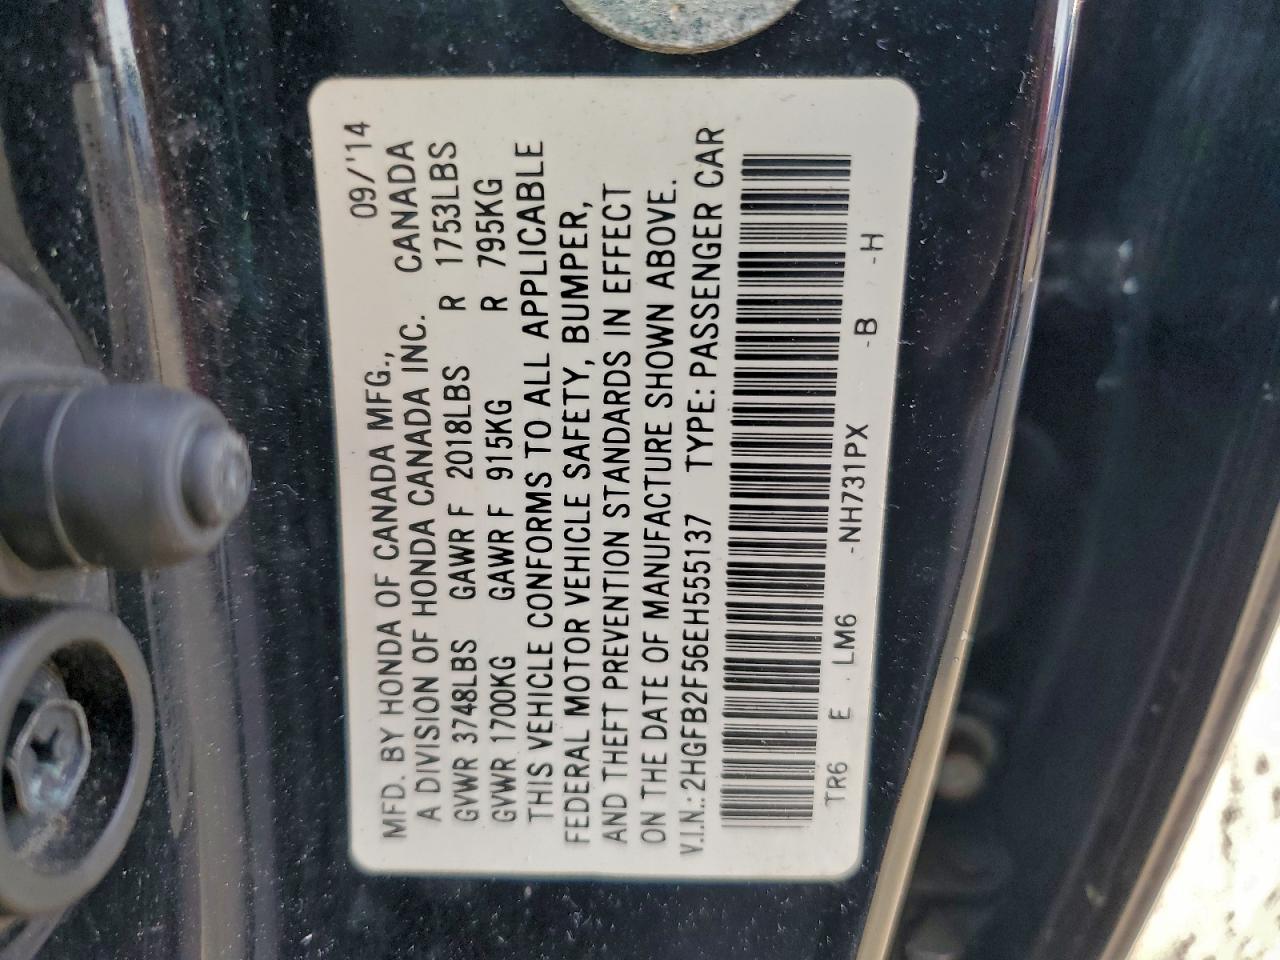 09/'14
MFD. BY HONDA OF CANADA MFG.,
A DIVISION OF HONDA CANADA INC. CANADA
GVWR 3748LBS GAWR F 2018LBS R 1753LBS
GVWR 1700KG GAWR F 915KG R 795KG
THIS VEHICLE CONFORMS TO ALL APPLICABLE
FEDERAL MOTOR VEHICLE SAFETY, BUMPER,
AND THEFT PREVENTION STANDARDS IN EFFECT
ON THE DATE OF MANUFACTURE SHOWN ABOVE.
V.I.N.: 2HGFB2F56EH555137 TYPE: PASSENGER CAR
TR6 E LM6 -NH731PX -B -H